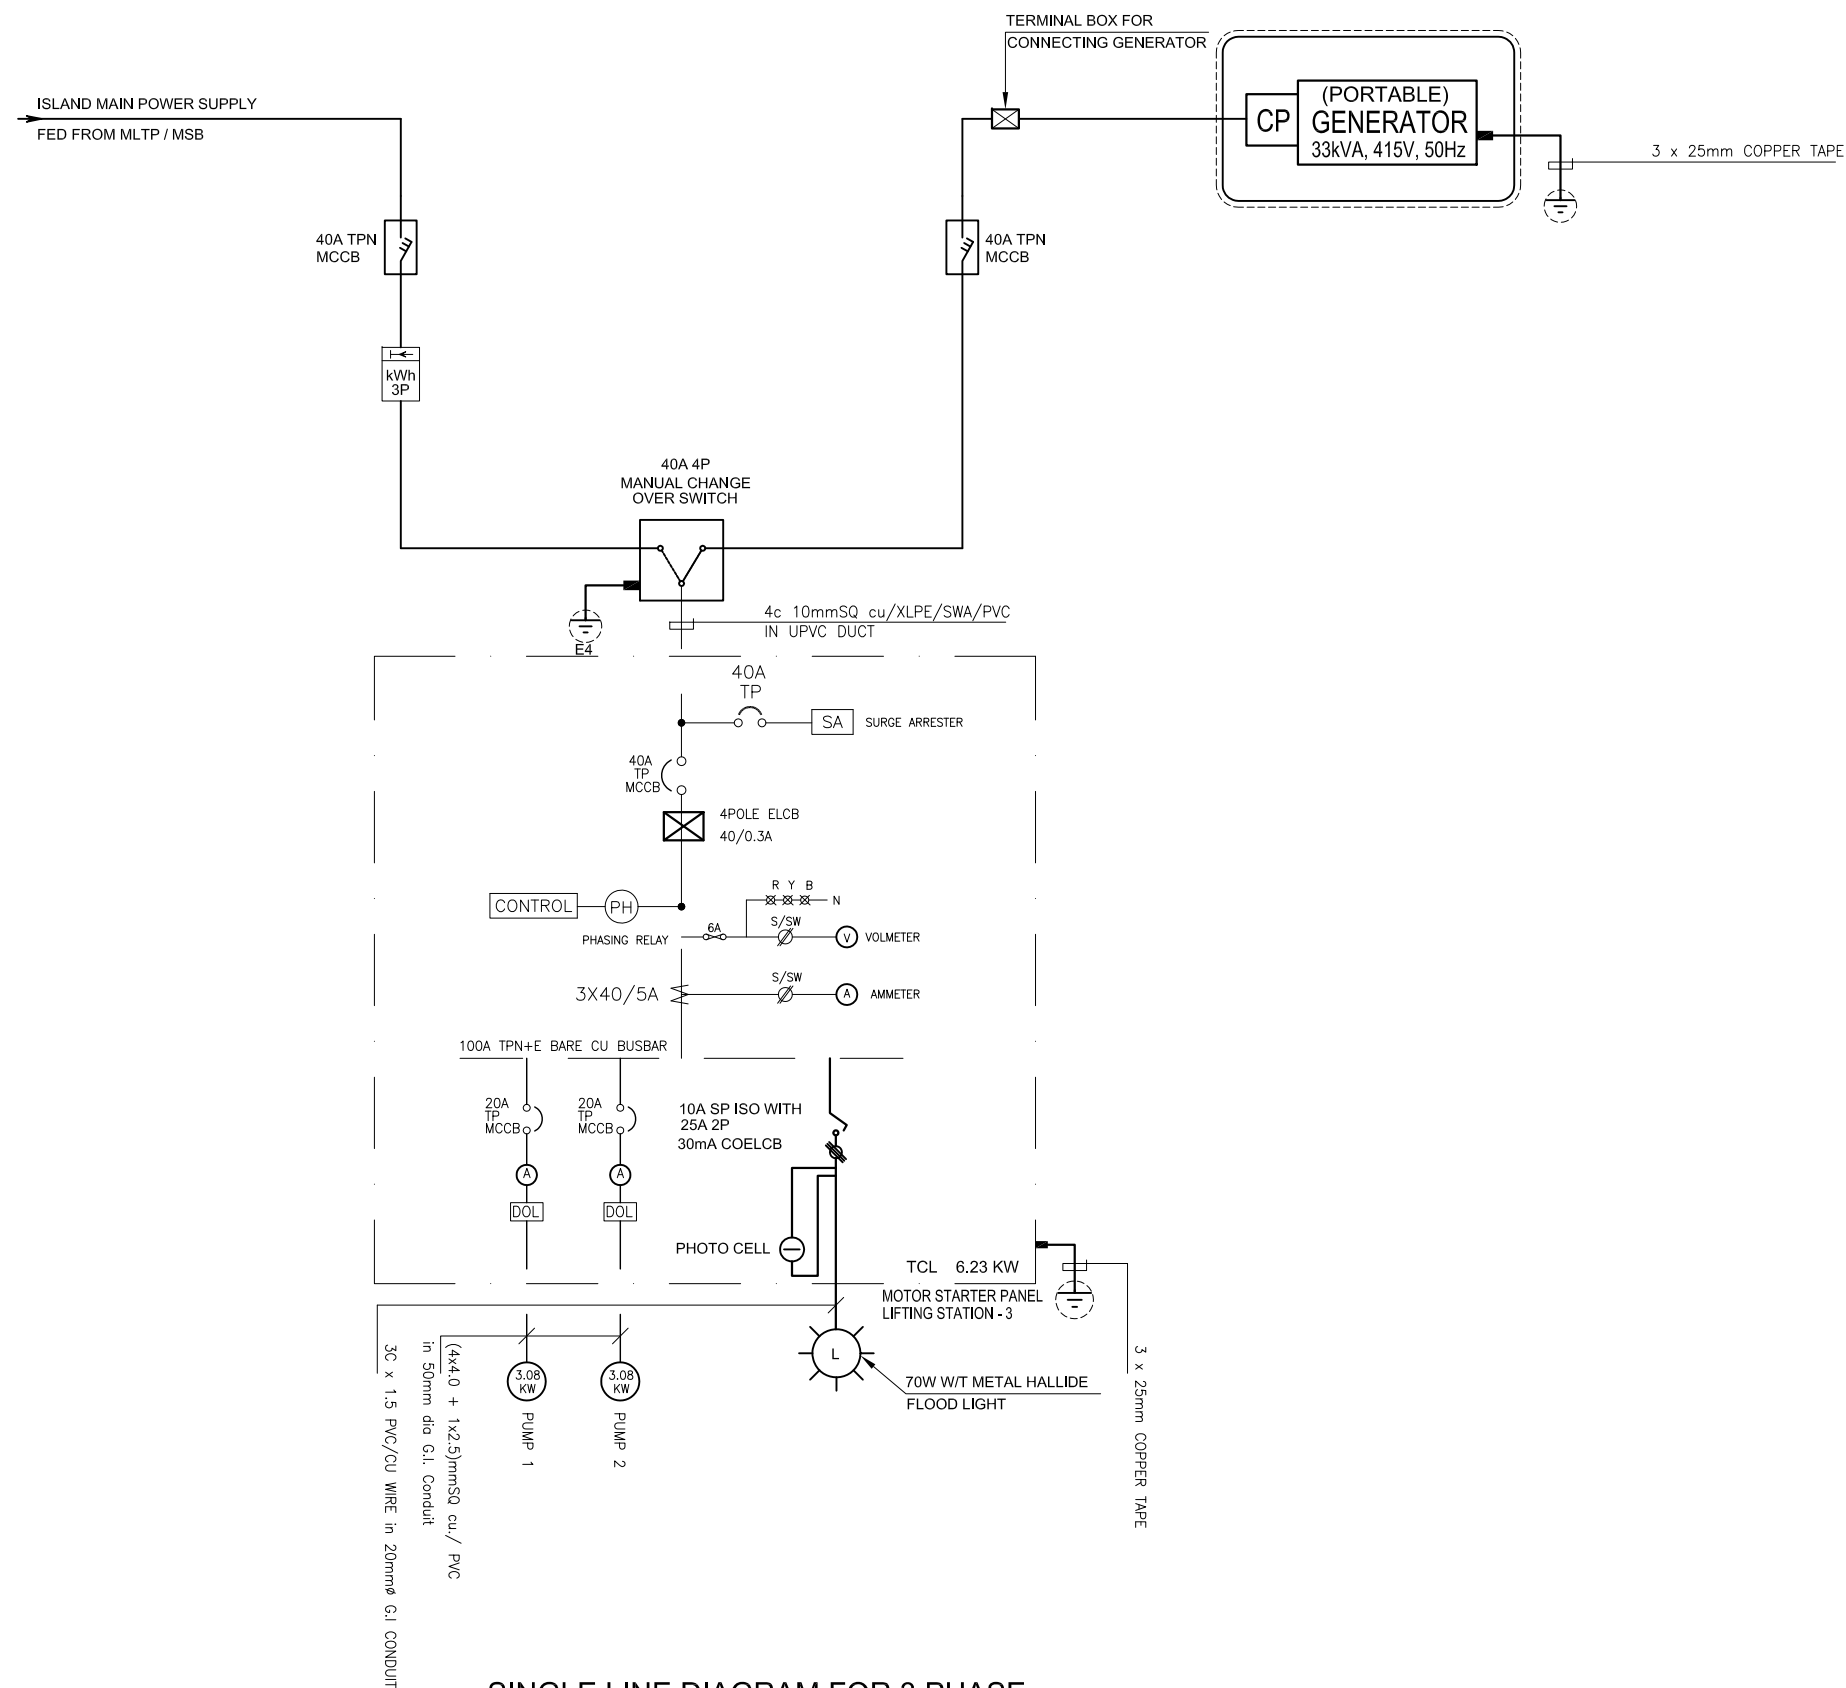 TERMINAL BOX FOR
CONNECTING GENERATOR
ISLAND MAIN POWER SUPPLY
FED FROM MLTP / MSB
CP
(PORTABLE)
GENERATOR
33kVA, 415V, 50Hz
3 x 25mm COPPER TAPE
40A TPN
MCCB
40A TPN
MCCB
kWh
3P
40A 4P
MANUAL CHANGE
OVER SWITCH
4c 10mmSQ cu/XLPE/SWA/PVC
IN UPVC DUCT
E4
40A
TP
SA
SURGE ARRESTER
40A
TP
MCCB
4POLE ELCB
40/0.3A
CONTROL
PH
R Y B
N
PHASING RELAY
6A
S/SW
V
VOLMETER
3X40/5A
S/SW
A
AMMETER
100A TPN+E BARE CU BUSBAR
20A
TP
MCCB
20A
TP
MCCB
10A SP ISO WITH
25A 2P
30mA COELCB
A
A
DOL
DOL
PHOTO CELL
TCL 6.23 KW
MOTOR STARTER PANEL
LIFTING STATION - 3
L
70W W/T METAL HALLIDE
FLOOD LIGHT
3.08
KW
3.08
KW
PUMP 1
PUMP 2
(4x4.0 + 1x2.5)mmSQ cu./ PVC
in 50mm dia G.I. Conduit
3C x 1.5 PVC/CU WIRE in 20mmø G.I CONDUIT
3 x 25mm COPPER TAPE
SINGLE LINE DIAGRAM FOR 3 PHASE